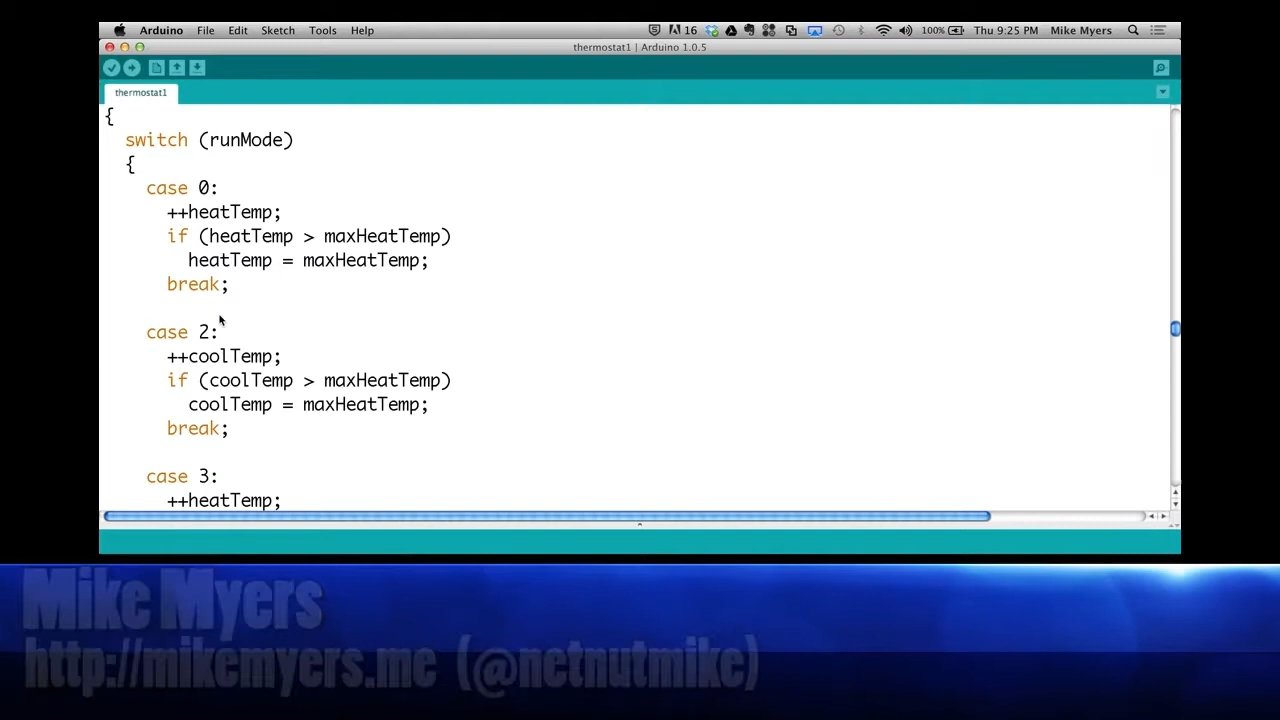 Arduino File Edit Sketch Tools Help 16 100% Thu 9:25 PM Mike Myers
thermostat1 | Arduino 1.0.5
thermostat1
{
switch (runMode)
{
case 0:
++heatTemp;
if (heatTemp > maxHeatTemp)
heatTemp = maxHeatTemp;
break;
case 2:
++coolTemp;
if (coolTemp > maxHeatTemp)
coolTemp = maxHeatTemp;
break;
case 3:
++heatTemp;
Mike Myers
http://mikemyers.me (@netnutmike)